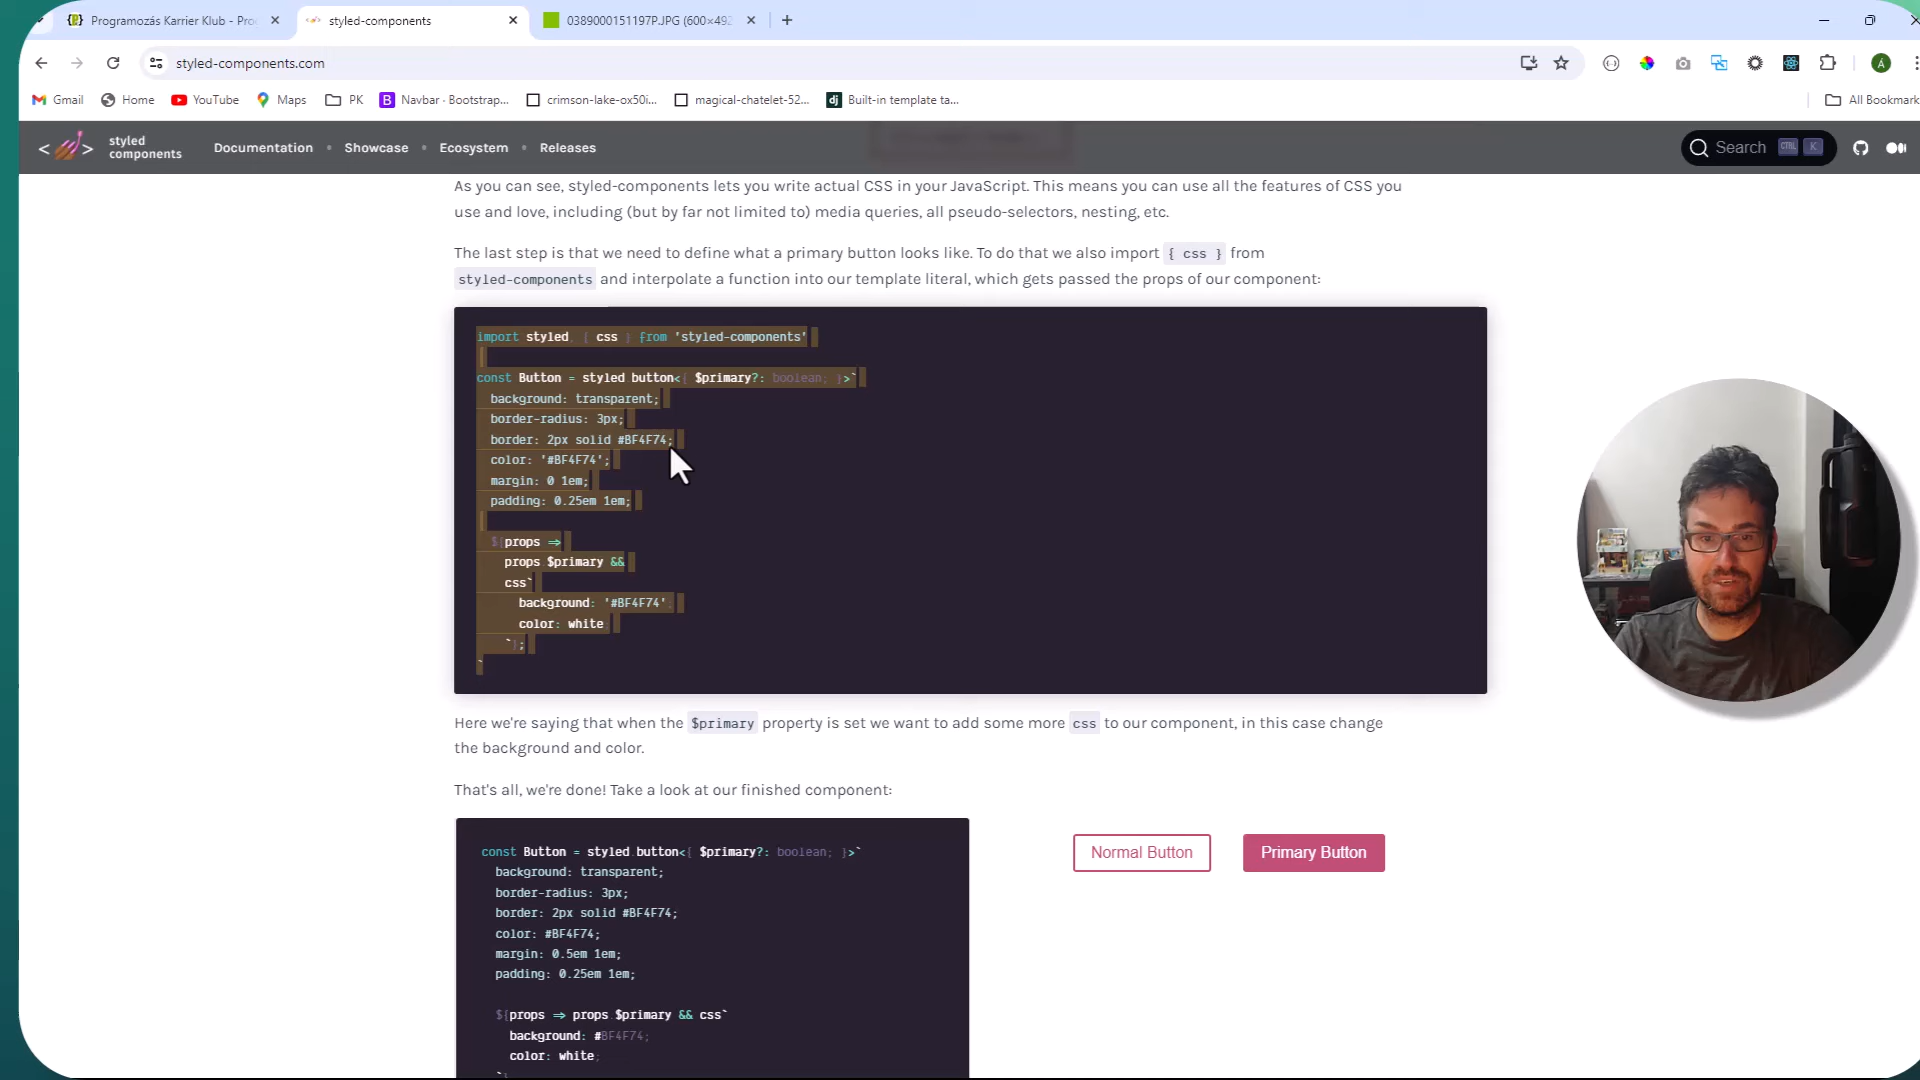 Programozás Karrier Klub - Pro
styled-components
0389000151197P.JPG (600×492
styled-components.com
Gmail
Home
YouTube
Maps
PK
Navbar · Bootstrap...
crimson-lake-ox50i...
magical-chatelet-52...
Built-in template ta...
All Bookmark
styled
components
Documentation
Showcase
Ecosystem
Releases
Search CTRL K
As you can see, styled-components lets you write actual CSS in your JavaScript. This means you can use all the features of CSS you
use and love, including (but by far not limited to) media queries, all pseudo-selectors, nesting, etc.
The last step is that we need to define what a primary button looks like. To do that we also import { css } from
styled-components and interpolate a function into our template literal, which gets passed the props of our component:
import styled, { css } from 'styled-components'
const Button = styled.button<{ $primary?: boolean; }>`
background: transparent;
border-radius: 3px;
border: 2px solid #BF4F74;
color: '#BF4F74';
margin: 0 1em;
padding: 0.25em 1em;
${props =>
props.$primary &&
css`
background: '#BF4F74';
color: white;
`};
`
Here we're saying that when the $primary property is set we want to add some more css to our component, in this case change
the background and color.
That's all, we're done! Take a look at our finished component:
const Button = styled.button<{ $primary?: boolean; }>`
background: transparent;
border-radius: 3px;
border: 2px solid #BF4F74;
color: #BF4F74;
margin: 0.5em 1em;
padding: 0.25em 1em;
${props => props.$primary && css`
background: #BF4F74;
color: white;
`}
Normal Button
Primary Button